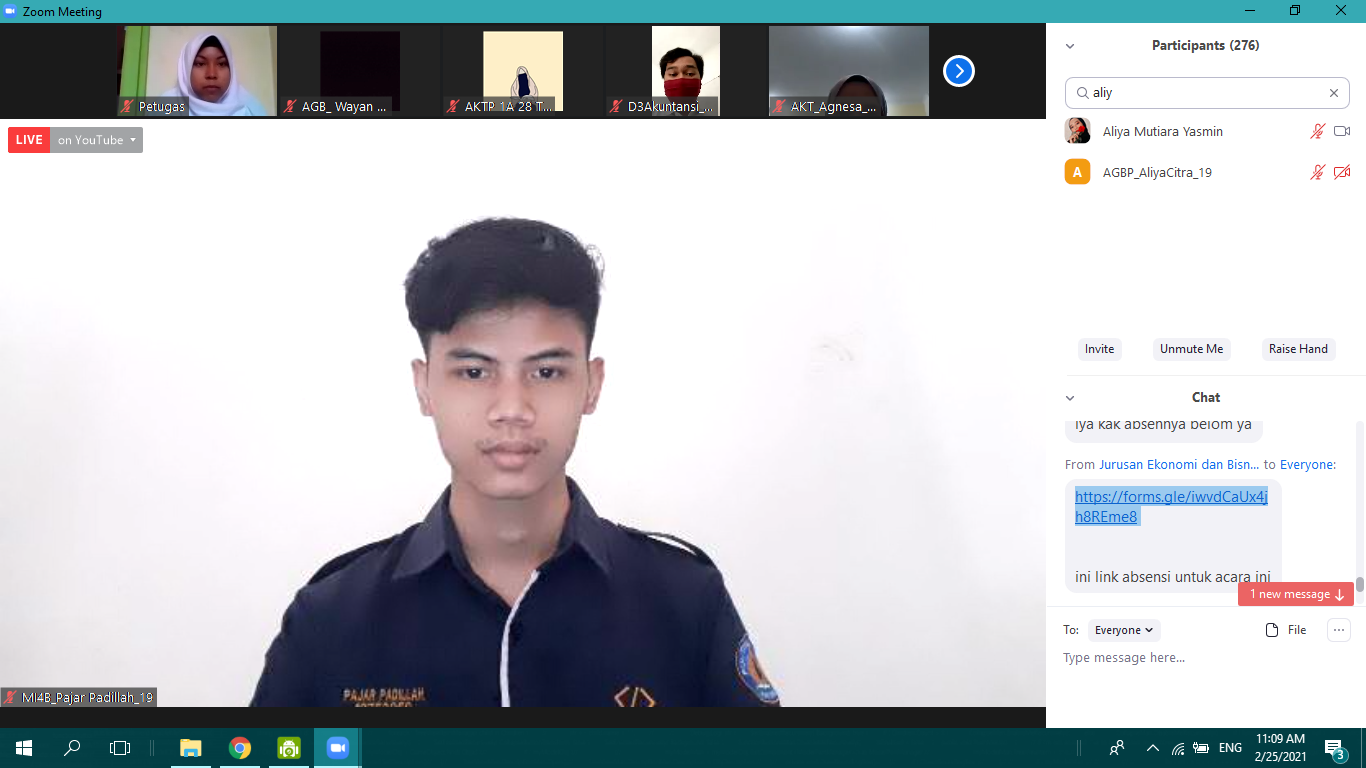 Zoom Meeting
Petugas
AGB_ Wayan ...
AKTP 1A 28 T...
D3Akuntansi_...
AKT_Agnesa_...
LIVE on YouTube
PAJAR PADILLAH
MI4B_Pajar Padillah_19
Participants (276)
aliy
Aliya Mutiara Yasmin
A AGBP_AliyaCitra_19
Invite Unmute Me Raise Hand
Chat
iya kak absennya belom ya
From Jurusan Ekonomi dan Bisn... to Everyone:
https://forms.gle/iwvdCaUx4j
h8REme8
ini link absensi untuk acara ini
1 new message
To: Everyone File
Type message here...
ENG
11:09 AM
2/25/2021
3